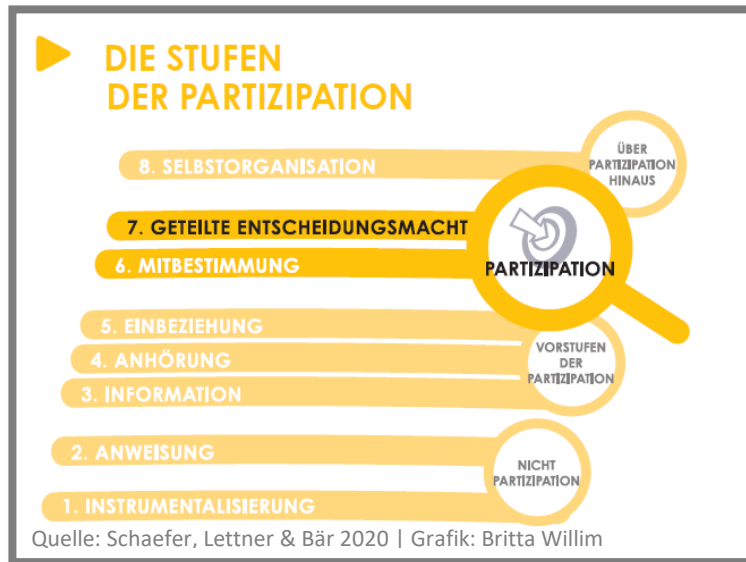 DIE STUFEN
DER PARTIZIPATION
8. SELBSTORGANISATION
ÜBER
PARTIZIPATION
HINAUS
7. GETEILTE ENTSCHEIDUNGSMACHT
6. MITBESTIMMUNG
PARTIZIPATION
5. EINBEZIEHUNG
4. ANHÖRUNG
3. INFORMATION
VORSTUFEN
DER
PARTIZIPATION
2. ANWEISUNG
1. INSTRUMENTALISIERUNG
NICHT
PARTIZIPATION
Quelle: Schaefer, Lettner & Bär 2020 | Grafik: Britta Willim